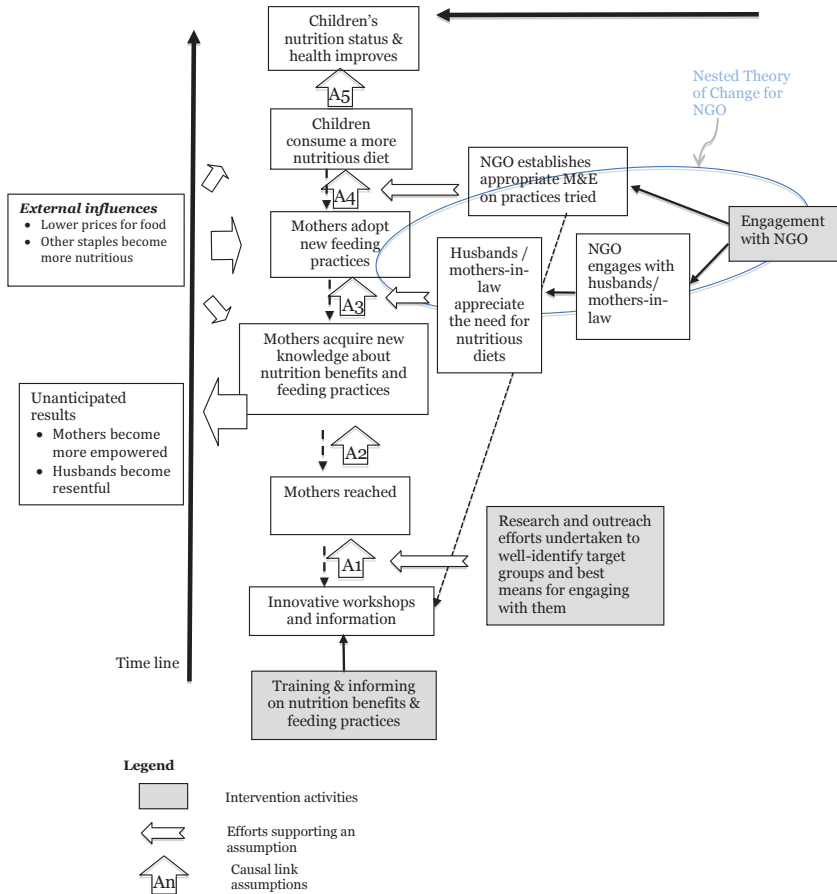 Children’s
nutrition status &
health improves
A5
Children
consume a more
nutritious diet
A4
Mothers adopt
new feeding
practices
A3
Mothers acquire new
knowledge about
nutrition benefits and
feeding practices
A2
Mothers reached
A1
Innovative workshops
and information
Training & informing
on nutrition benefits &
feeding practices
Nested Theory
of Change for
NGO
NGO establishes
appropriate M&E
on practices tried
Engagement
with NGO
Husbands /
mothers-in-
law
appreciate
the need for
nutritious
diets
NGO
engages with
husbands/
mothers-in-
law
External influences
• Lower prices for food
• Other staples become
more nutritious
Unanticipated
results
• Mothers become
more empowered
• Husbands become
resentful
Research and outreach
efforts undertaken to
well-identify target
groups and best
means for engaging
with them
Time line
Legend
Intervention activities
Efforts supporting an
assumption
An
Causal link
assumptions